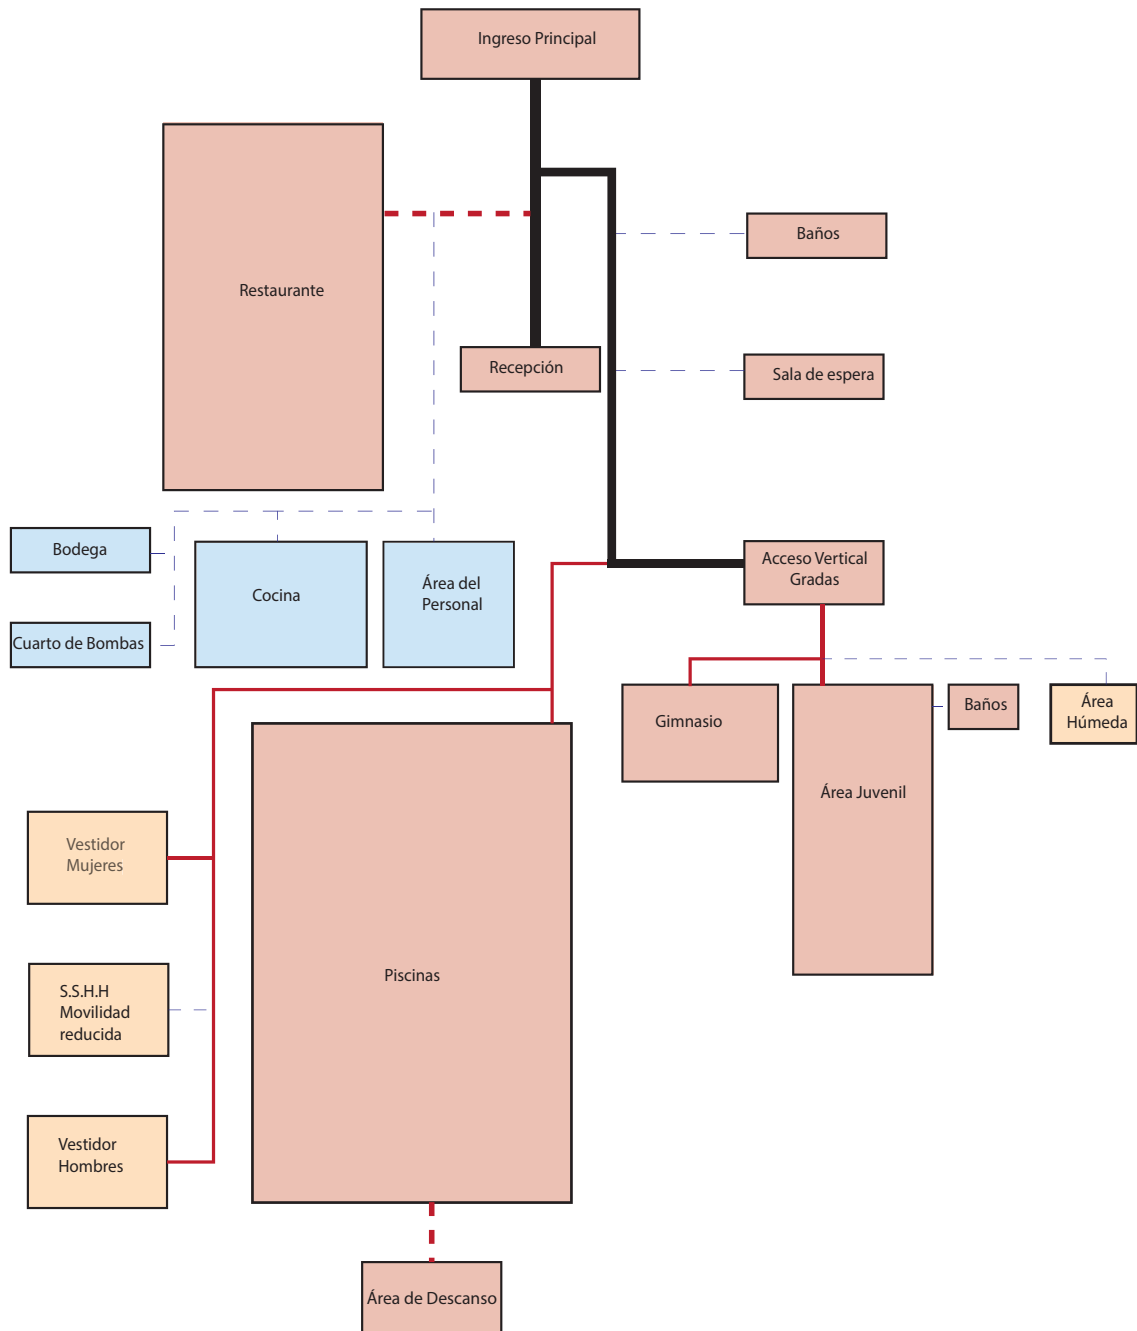 Ingreso Principal
Restaurante
Baños
Recepción
Sala de espera
Bodega
Cocina
Área del
Personal
Acceso Vertical
Gradas
Cuarto de Bombas
Gimnasio
Área Juvenil
Baños
Área
Húmeda
Vestidor
Mujeres
Piscinas
S.S.H.H
Movilidad
reducida
Vestidor
Hombres
Área de Descanso